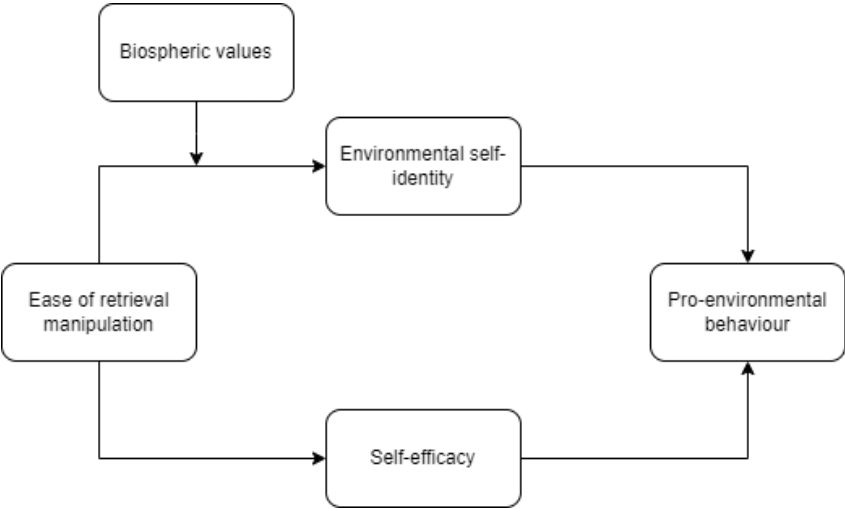 Biospheric values
Environmental self-
identity
Ease of retrieval
manipulation
Pro-environmental
behaviour
Self-efficacy